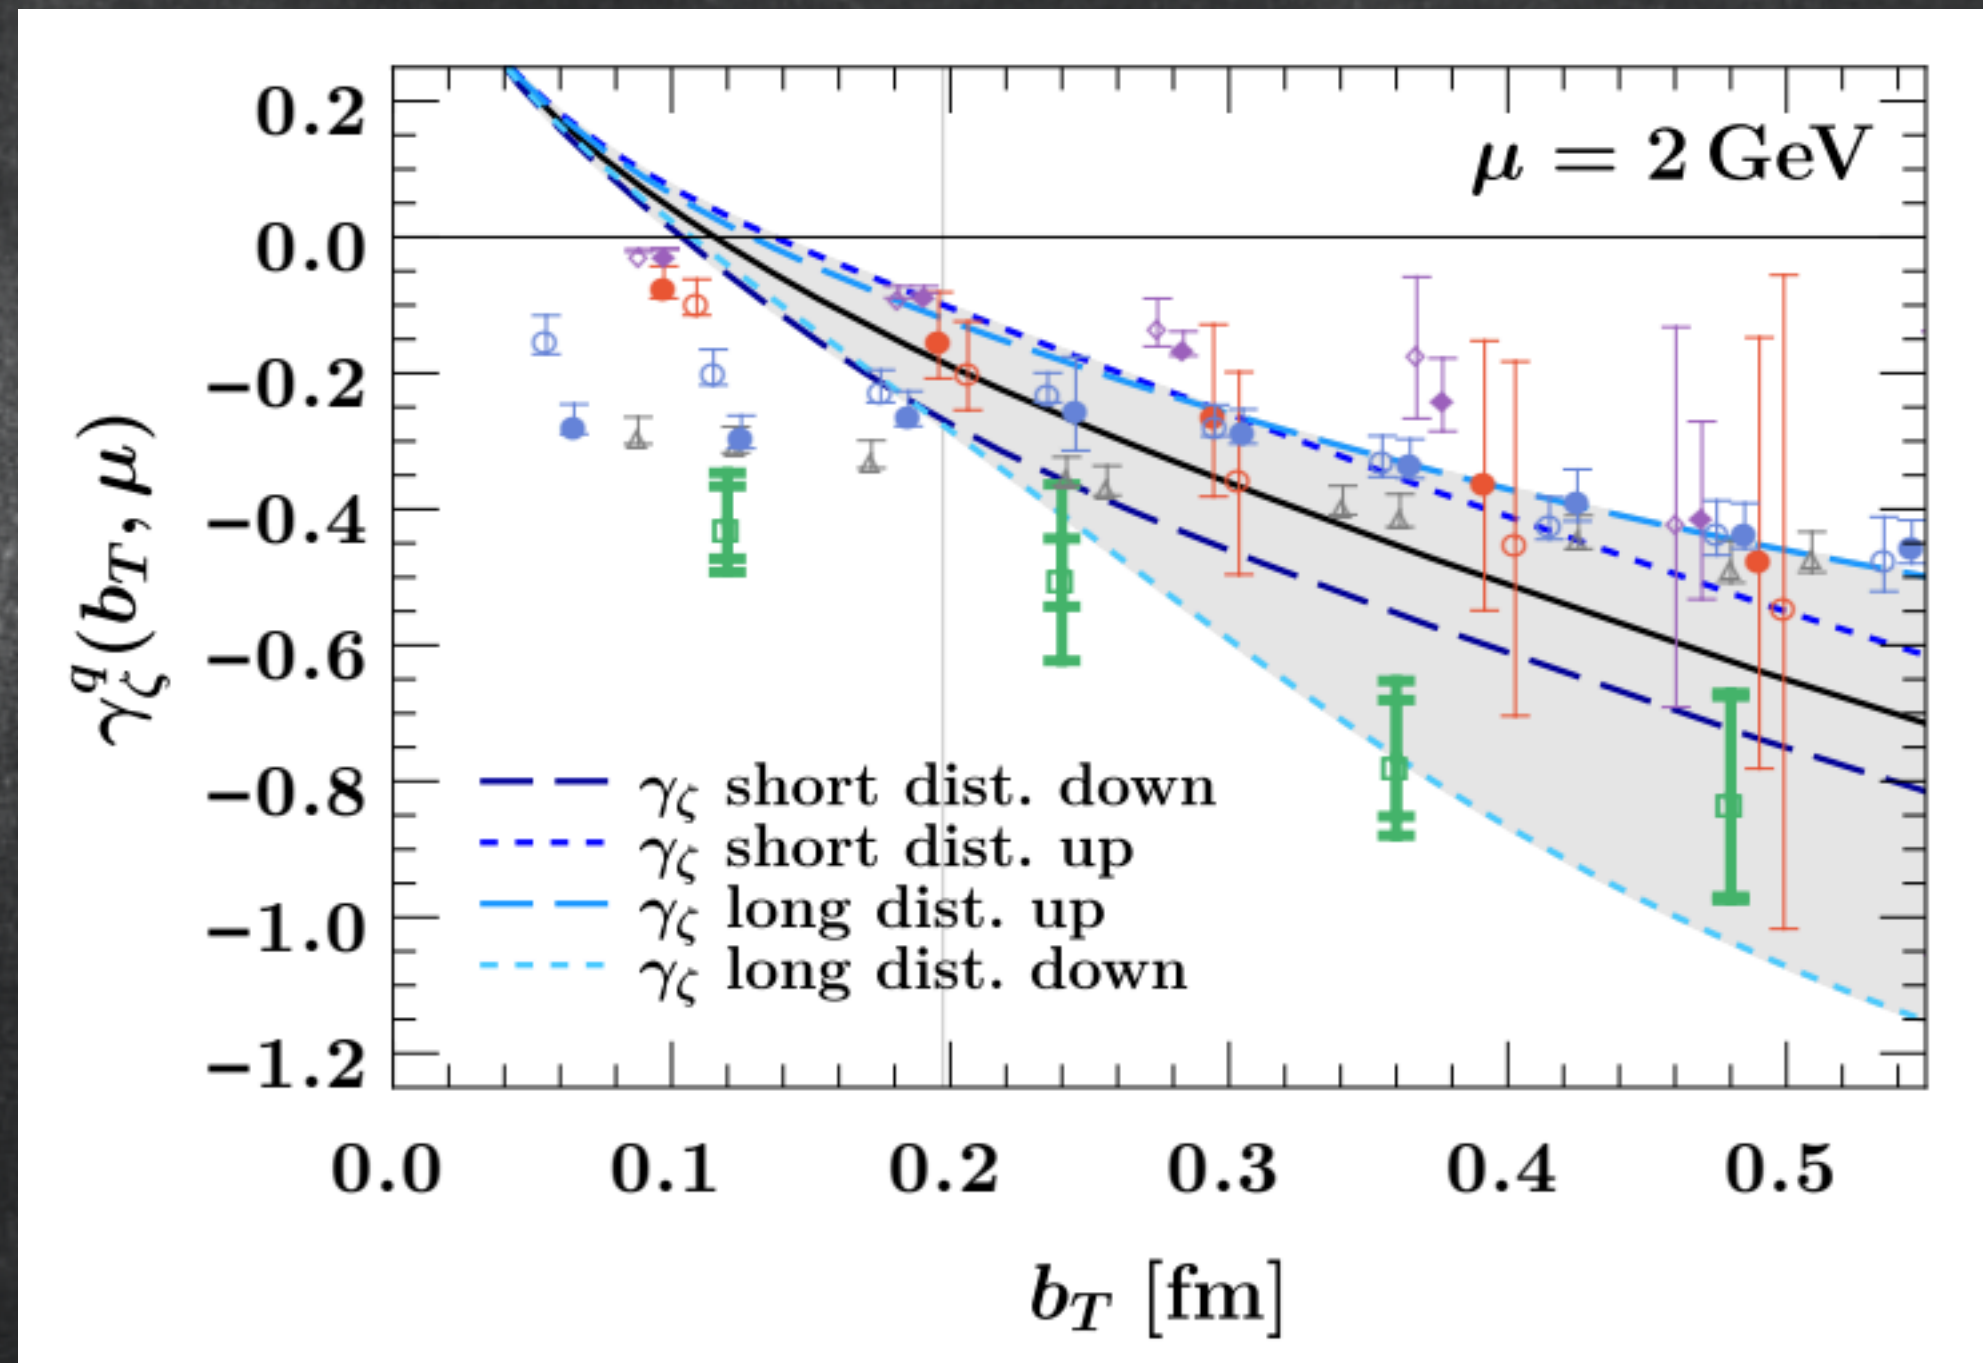 0.2
0.0
−0.2
−0.4
−0.6
−0.8
−1.0
−1.2
γ_ζ^q(b_T, μ)
μ = 2 GeV
γ_ζ short dist. down
γ_ζ short dist. up
γ_ζ long dist. up
γ_ζ long dist. down
0.0 0.1 0.2 0.3 0.4 0.5
b_T [fm]